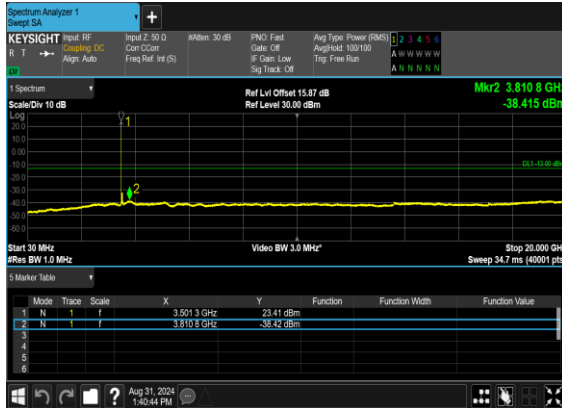 Spectrum Analyzer 1
Swept SA
+
KEYSIGHT
R T
LU
Input: RF
Coupling: DC
Align: Auto
Input Z: 50 Ω
Corr CCorr
Freq Ref: Int (S)
#Atten: 30 dB
PNO: Fast
Gate: Off
IF Gain: Low
Sig Track: Off
Avg Type: Power (RMS)
Avg|Hold: 100/100
Trig: Free Run
1 2 3 4 5 6
A W W W W W
A N N N N N
1 Spectrum
Scale/Div 10 dB
Ref Lvl Offset 15.87 dB
Ref Level 30.00 dBm
Mkr2 3.810 8 GHz
-38.415 dBm
Log
20.0
10.0
0.00
-10.0
-20.0
-30.0
-40.0
-50.0
-60.0
1
2
DL1 -13.00 dBm
Start 30 MHz
#Res BW 1.0 MHz
Video BW 3.0 MHz*
Stop 20.000 GH
Sweep 34.7 ms (40001 pts
5 Marker Table
Mode Trace Scale X Y Function Function Width Function Value
1 N 1 f 3.501 3 GHz 23.41 dBm
2 N 1 f 3.810 8 GHz -38.42 dBm
3
4
5
6
?
Aug 31, 2024
1:40:44 PM